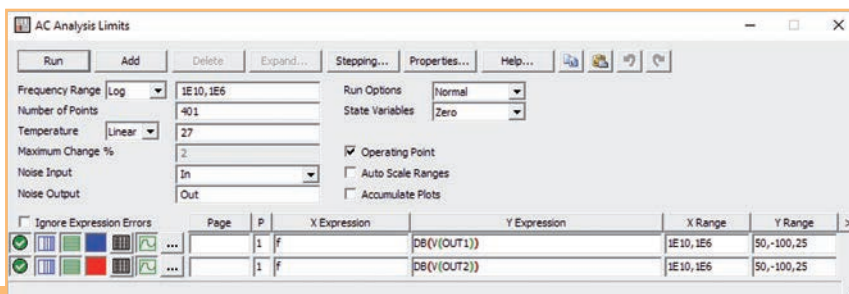 AC Analysis Limits
Run Add Delete Expand... Stepping... Properties... Help...
Frequency Range Log 1E10,1E6 Run Options Normal
Number of Points 401 State Variables Zero
Temperature Linear 27
Maximum Change % 2 Operating Point
Noise Input In Auto Scale Ranges
Noise Output Out Accumulate Plots
Ignore Expression Errors Page P X Expression Y Expression X Range Y Range >
... 1 f DB(V(OUT1)) 1E10,1E6 50,-100,25
... 1 f DB(V(OUT2)) 1E10,1E6 50,-100,25